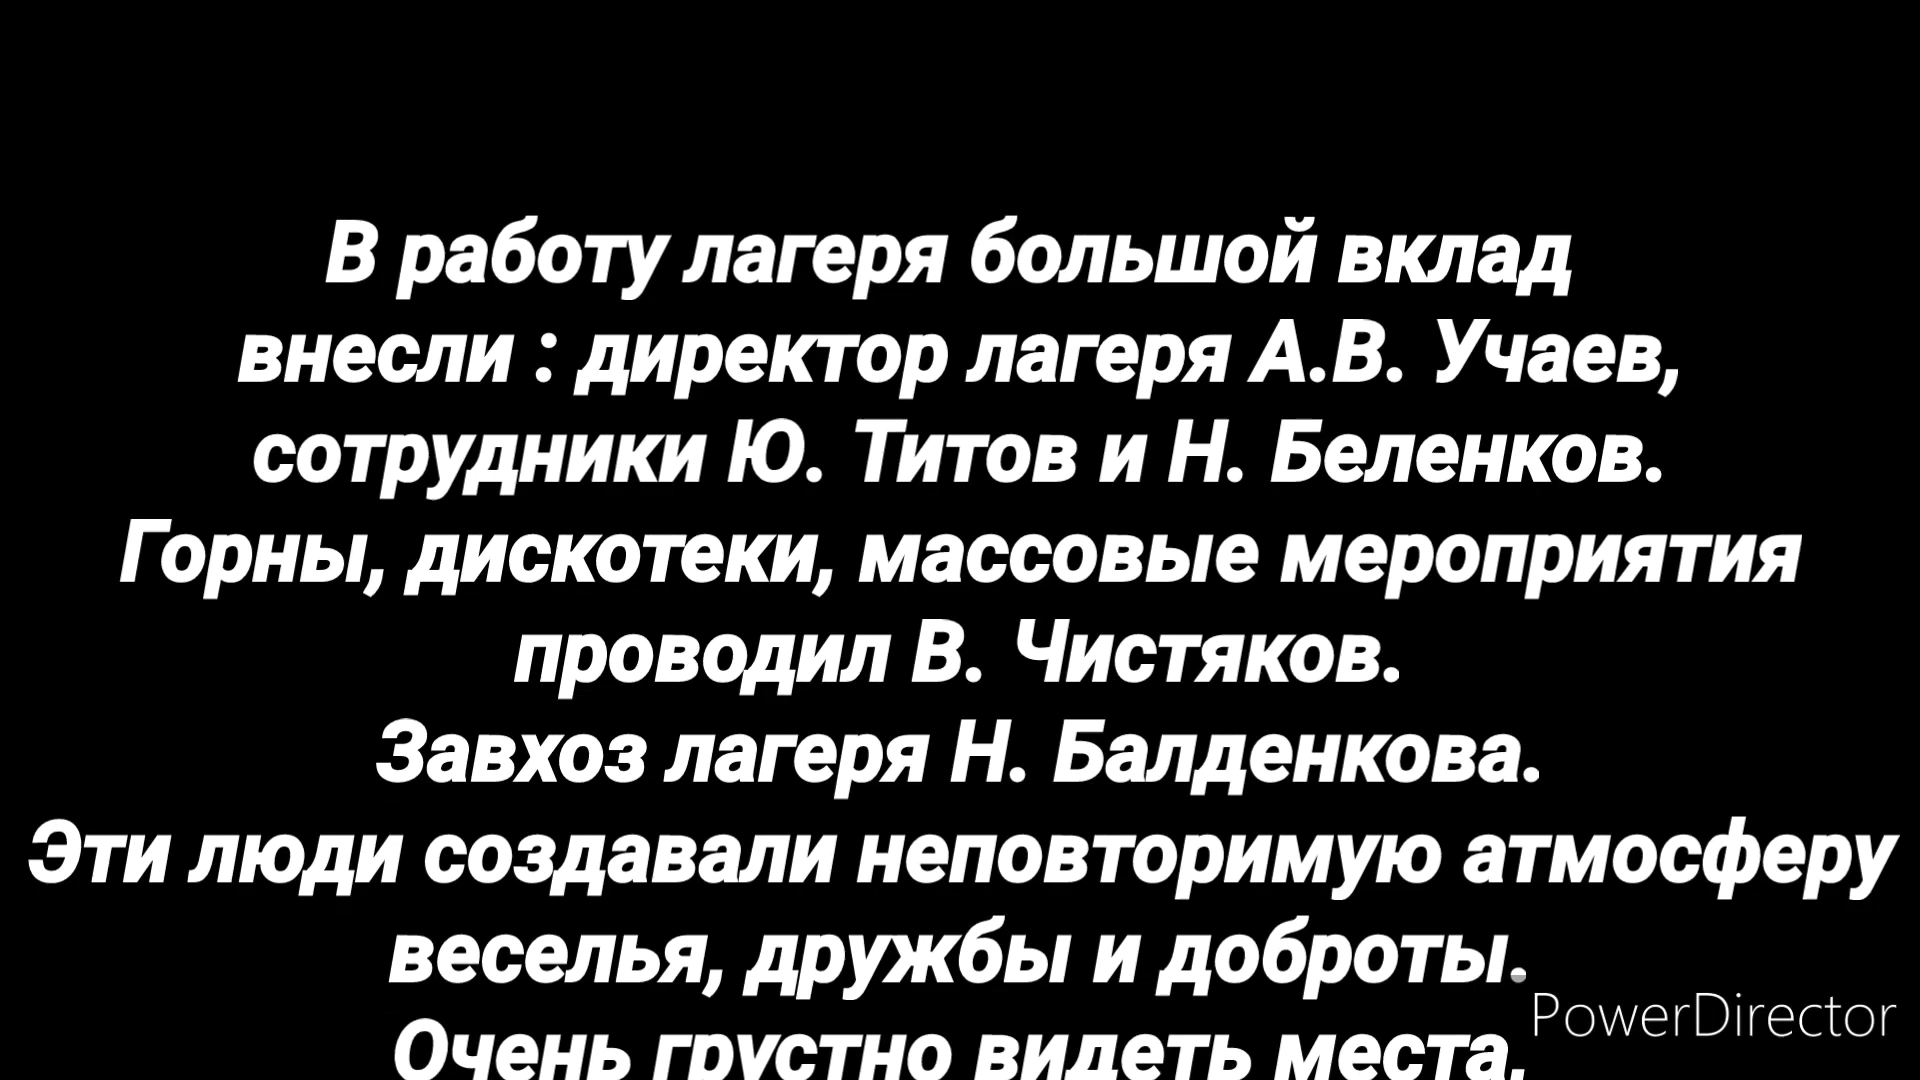 В работу лагеря большой вклад
внесли : директор лагеря А.В. Учаев,
сотрудники Ю. Титов и Н. Беленков.
Горны, дискотеки, массовые мероприятия
проводил В. Чистяков.
Завхоз лагеря Н. Балденкова.
Эти люди создавали неповторимую атмосферу
веселья, дружбы и доброты.
PowerDirector
Очень грустно видеть места,